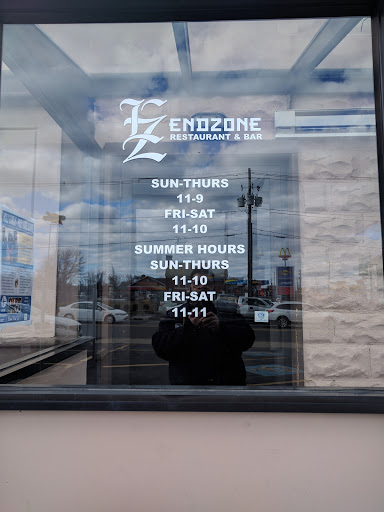 EZ ENDZONE
RESTAURANT & BAR
SUN-THURS
11-9
FRI-SAT
11-10
SUMMER HOURS
SUN-THURS
11-10
FRI-SAT
11-11